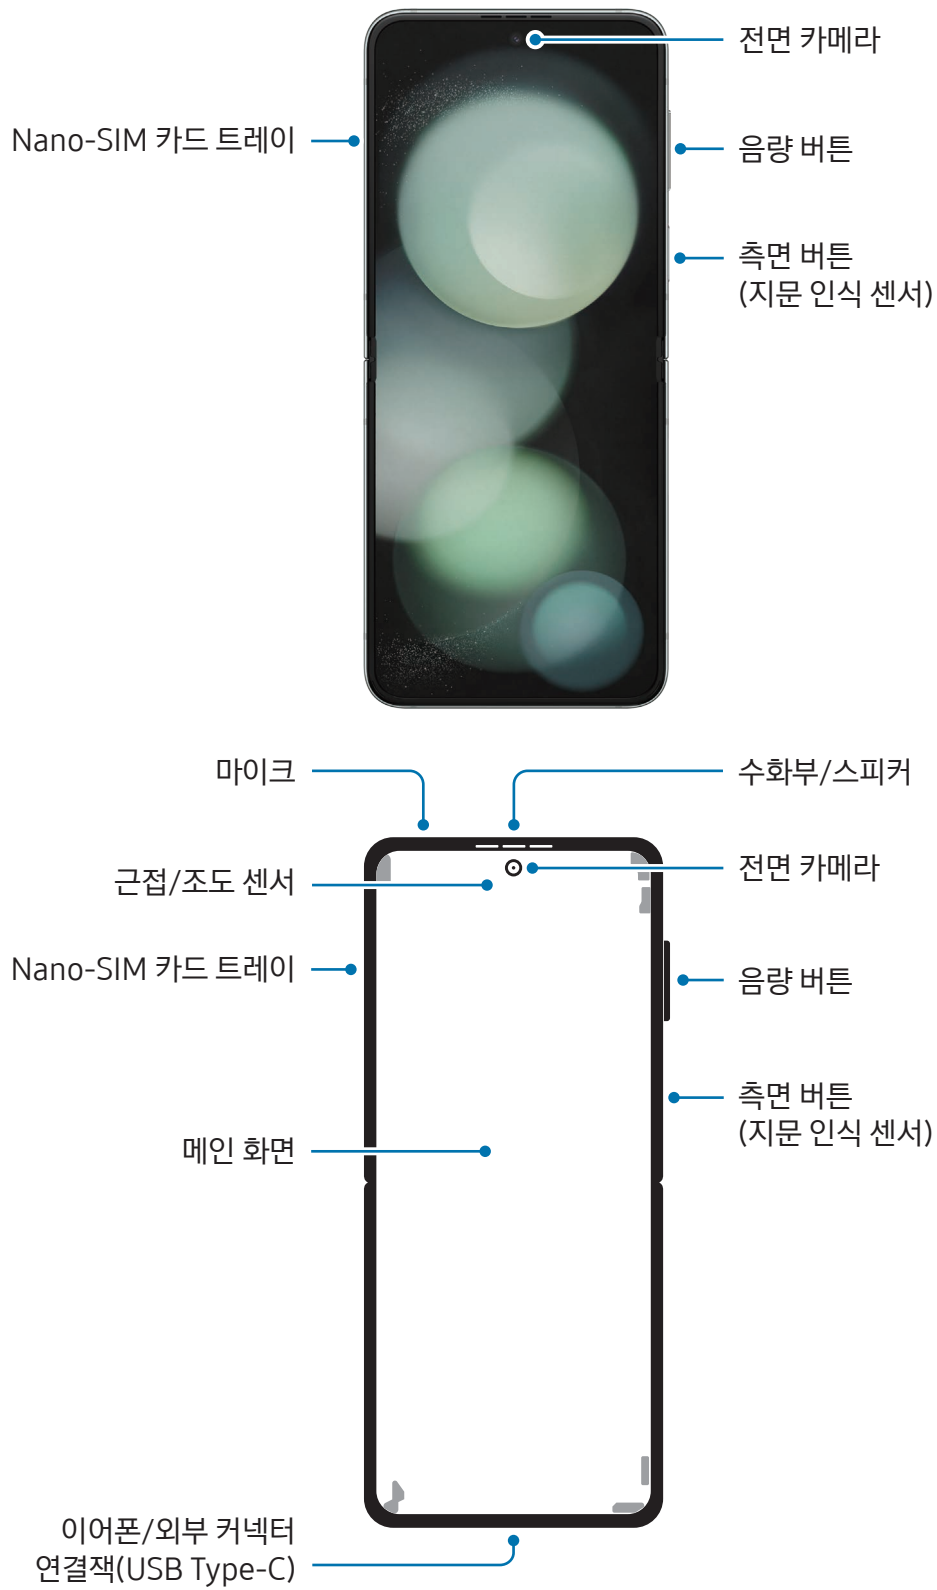 전면 카메라
Nano-SIM 카드 트레이
음량 버튼
측면 버튼
(지문 인식 센서)
마이크
수화부/스피커
전면 카메라
근접/조도 센서
Nano-SIM 카드 트레이
음량 버튼
측면 버튼
(지문 인식 센서)
메인 화면
이어폰/외부 커넥터
연결잭(USB Type-C)